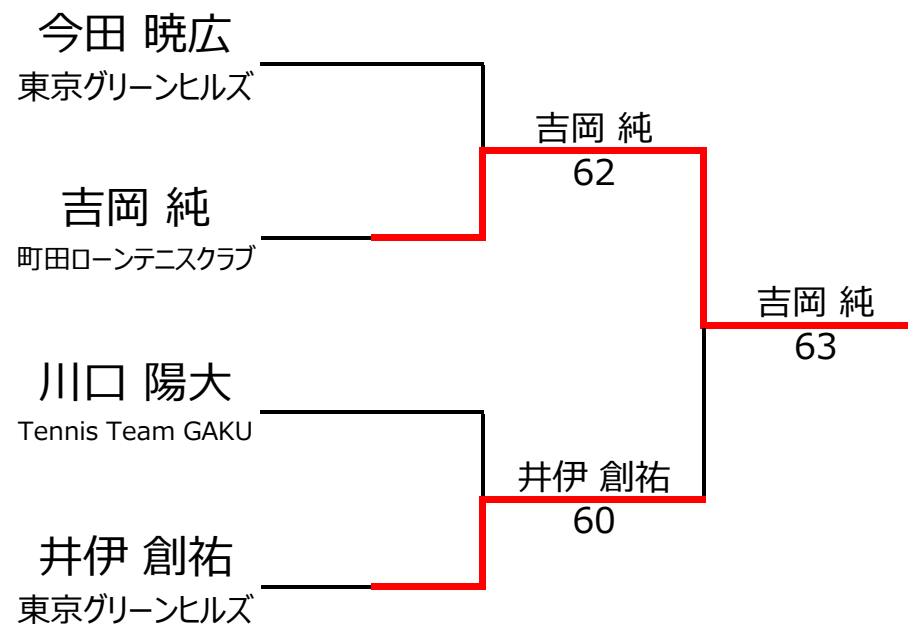 今田 暁広
東京グリーンヒルズ
吉岡 純
62
吉岡 純
町田ローンテニスクラブ
吉岡 純
63
川口 陽大
Tennis Team GAKU
井伊 創祐
60
井伊 創祐
東京グリーンヒルズ